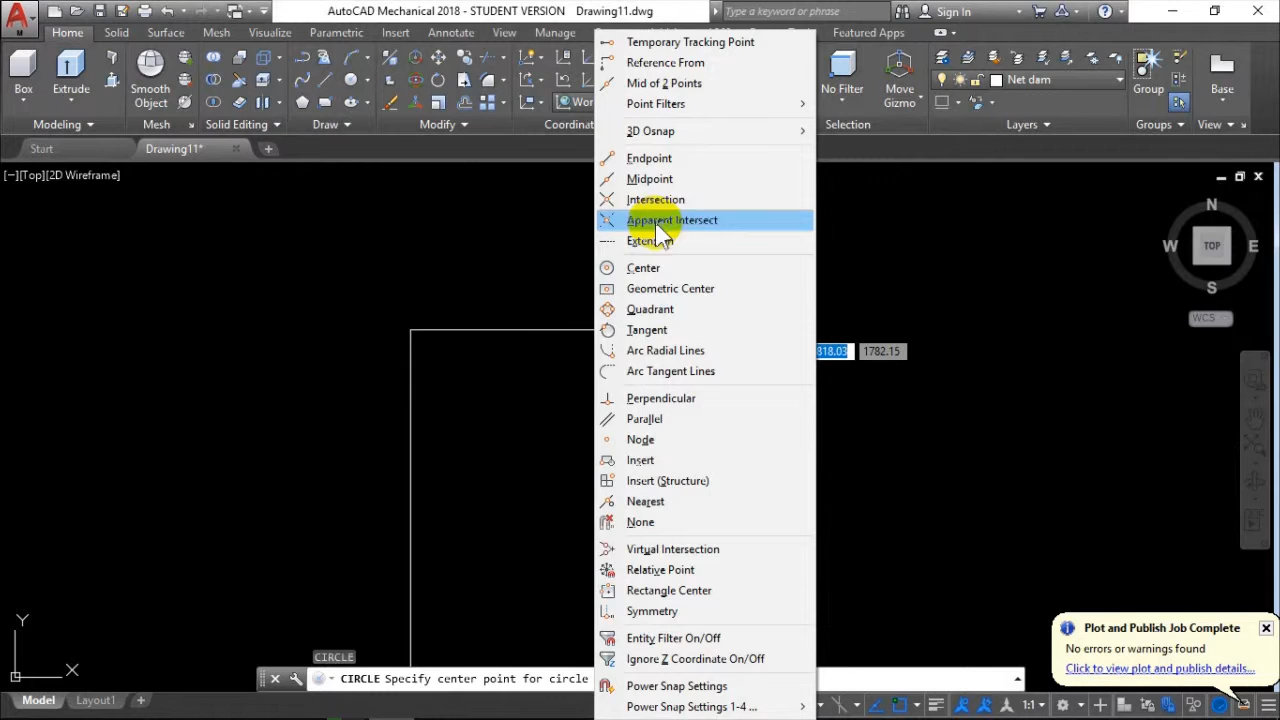 AutoCAD Mechanical 2018 - STUDENT VERSION Drawing11.dwg
Type a keyword or phrase
Sign In
Home Solid Surface Mesh Visualize Parametric Insert Annotate View Manage Featured Apps
Box
Extrude
Smooth
Object
No Filter
Move
Gizmo
Net dam
Group
Base
Modeling Mesh Solid Editing Draw Modify Selection Layers Groups View
Start Drawing11*
[−][Top][2D Wireframe]
Temporary Tracking Point
Reference From
Mid of 2 Points
Point Filters
3D Osnap
Endpoint
Midpoint
Intersection
Apparent Intersect
Center
Geometric Center
Quadrant
Tangent
Arc Radial Lines
Arc Tangent Lines
Perpendicular
Parallel
Node
Insert
Insert (Structure)
Nearest
None
Virtual Intersection
Relative Point
Rectangle Center
Symmetry
Entity Filter On/Off
Ignore Z Coordinate On/Off
Power Snap Settings
Power Snap Settings 1-4 ...
N
W TOP E
S
WCS
818.03 1782.15
Y
X
CIRCLE
CIRCLE Specify center point for circle
Plot and Publish Job Complete
No errors or warnings found
Click to view plot and publish details...
Model Layout1
1:1